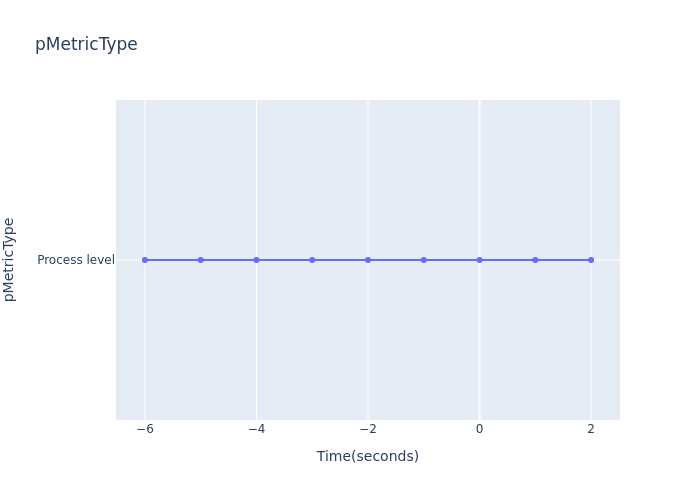 pMetricType
pMetricType
Process level
−6
−4
−2
0
2
Time(seconds)